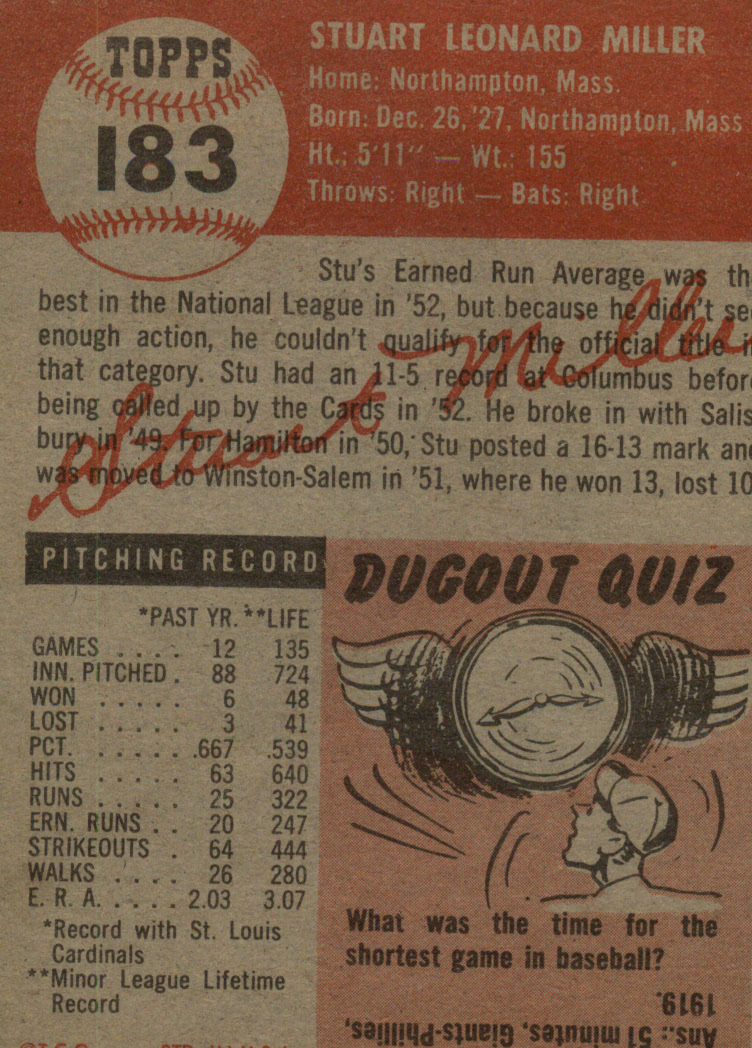 TOPPS
183
STUART LEONARD MILLER
Home: Northampton, Mass.
Born: Dec. 26, '27, Northampton, Mass
Ht.: 5'11" — Wt.: 155
Throws: Right — Bats: Right
Stu's Earned Run Average was th
best in the National League in '52, but because he didn't se
enough action, he couldn't qualify for the official title i
that category. Stu had an 11-5 record at Columbus befor
being called up by the Cards in '52. He broke in with Salis
bury in '49. For Hamilton in '50, Stu posted a 16-13 mark an
was moved to Winston-Salem in '51, where he won 13, lost 10
Stuart Miller
PITCHING RECORD
*PAST YR. **LIFE
GAMES . . . . 12 135
INN. PITCHED . 88 724
WON . . . . . 6 48
LOST . . . . . 3 41
PCT. . . . . . .667 .539
HITS . . . . . 63 640
RUNS . . . . . 25 322
ERN. RUNS . . 20 247
STRIKEOUTS . 64 444
WALKS . . . . 26 280
E. R. A. . . . . 2.03 3.07
*Record with St. Louis
Cardinals
**Minor League Lifetime
Record
DUGOUT QUIZ
What was the time for the
shortest game in baseball?
Ans.: 51 minutes, Giants-Phillies,
1919.